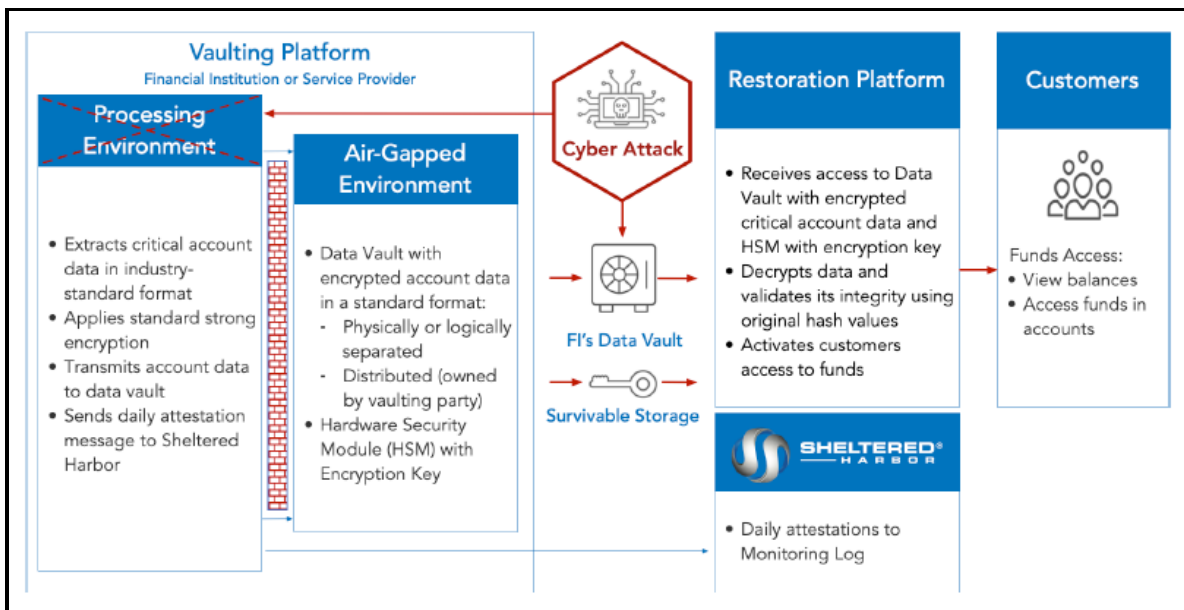 Vaulting Platform
Financial Institution or Service Provider
Processing
Environment
• Extracts critical account
data in industry-
standard format
• Applies standard strong
encryption
• Transmits account data
to data vault
• Sends daily attestation
message to Sheltered
Harbor
Air-Gapped
Environment
• Data Vault with
encrypted account data
in a standard format:
- Physically or logically
separated
- Distributed (owned
by vaulting party)
• Hardware Security
Module (HSM) with
Encryption Key
Cyber Attack
FI's Data Vault
Survivable Storage
Restoration Platform
• Receives access to Data
Vault with encrypted
critical account data and
HSM with encryption key
• Decrypts data and
validates its integrity using
original hash values
• Activates customers
access to funds
SHELTERED®
HARBOR
• Daily attestations to
Monitoring Log
Customers
Funds Access:
• View balances
• Access funds in
accounts